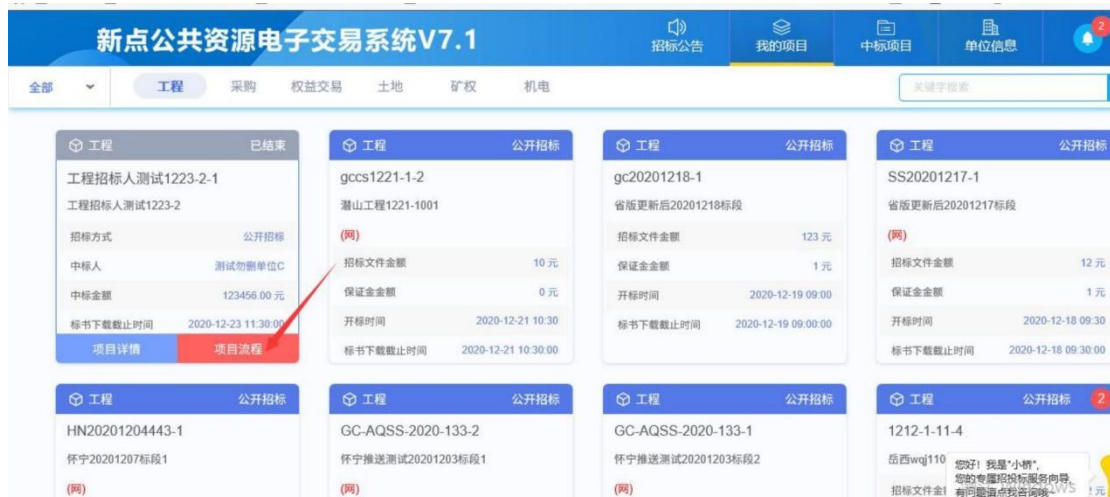 新点公共资源电子交易系统V7.1
招标公告 我的项目 中标项目 单位信息 2
全部 工程 采购 权益交易 土地 矿权 机电 关键字搜索
工程 已结束
工程招标人测试1223-2-1
工程招标人测试1223-2
招标方式 公开招标
中标人 测试勿删单位C
中标金额 123456.00 元
标书下载截止时间 2020-12-23 11:30:00
项目详情 项目流程
工程 公开招标
gccs1221-1-2
潜山工程1221-1001
(网)
招标文件金额 10 元
保证金金额 0 元
开标时间 2020-12-21 10:30
标书下载截止时间 2020-12-21 10:30:00
工程 公开招标
gc20201218-1
省版更新后20201218标段
招标文件金额 123 元
保证金金额 1 元
开标时间 2020-12-19 09:00
标书下载截止时间 2020-12-19 09:00:00
工程 公开招标
SS20201217-1
省版更新后20201217标段
(网)
招标文件金额 12 元
保证金金额 1 元
开标时间 2020-12-18 09:30
标书下载截止时间 2020-12-18 09:30:00
工程 公开招标
HN20201204443-1
怀宁20201207标段1
(网)
工程 公开招标
GC-AQSS-2020-133-2
怀宁推送测试20201203标段1
(网)
工程 公开招标
GC-AQSS-2020-133-1
怀宁推送测试20201203标段2
(网)
工程 公开招标 2
1212-1-11-4
岳西wqj110
招标文件金
元
您好！我是"小桥",
您的专属招投标服务向导,
有问题请点我咨询哦~